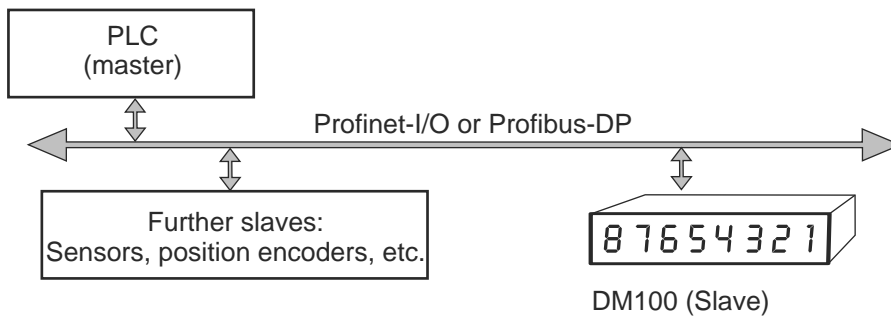 PLC
(master)
Profinet-I/O or Profibus-DP
Further slaves:
Sensors, position encoders, etc.
87654321
DM100 (Slave)